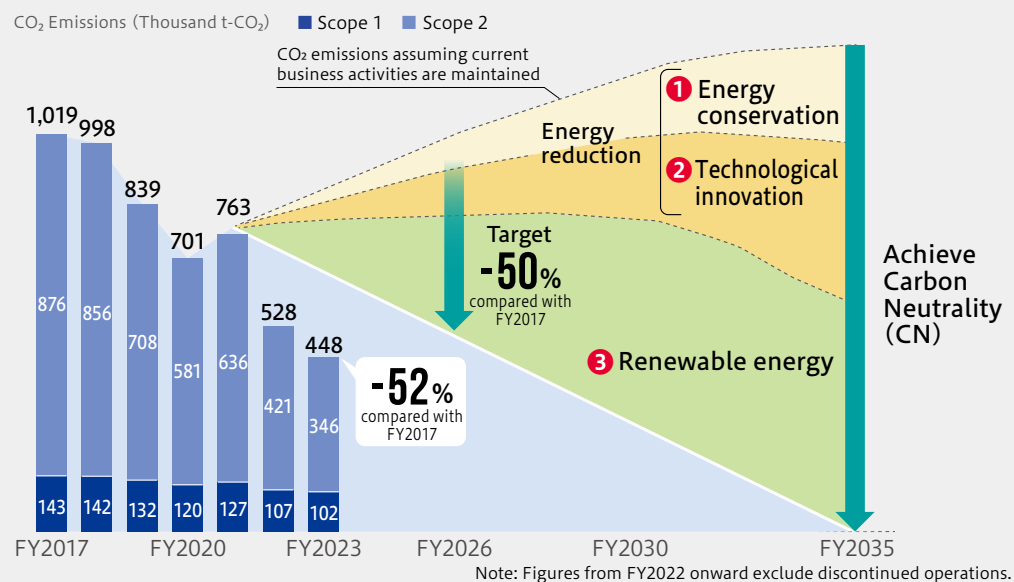 CO₂ Emissions (Thousand t-CO₂) Scope 1 Scope 2
CO₂ emissions assuming current
business activities are maintained
1,019
998
839
701
763
528
448
876
856
708
581
636
421
346
143
142
132
120
127
107
102
-52%
compared with
FY2017
Target
-50%
compared with
FY2017
Energy
reduction
1 Energy
conservation
2 Technological
innovation
3 Renewable energy
Achieve
Carbon
Neutrality
(CN)
FY2017 FY2020 FY2023 FY2026 FY2030 FY2035
Note: Figures from FY2022 onward exclude discontinued operations.